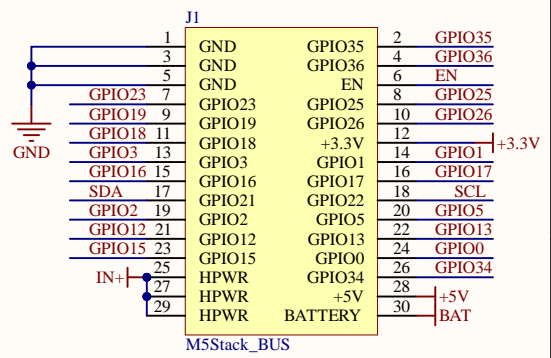 J1
1 GND GPIO35 2 GPIO35
3 GND GPIO36 4 GPIO36
5 GND EN 6 EN
GPIO23 7 GPIO23 GPIO25 8 GPIO25
GPIO19 9 GPIO19 GPIO26 10 GPIO26
GPIO18 11 GPIO18 +3.3V 12 +3.3V
GND
GPIO3 13 GPIO3 GPIO1 14 GPIO1
GPIO16 15 GPIO16 GPIO17 16 GPIO17
SDA 17 GPIO21 GPIO22 18 SCL
GPIO2 19 GPIO2 GPIO5 20 GPIO5
GPIO12 21 GPIO12 GPIO13 22 GPIO13
GPIO15 23 GPIO15 GPIO0 24 GPIO0
IN+ 25 HPWR GPIO34 26 GPIO34
27 HPWR +5V 28 +5V
29 HPWR BATTERY 30 BAT
M5Stack_BUS